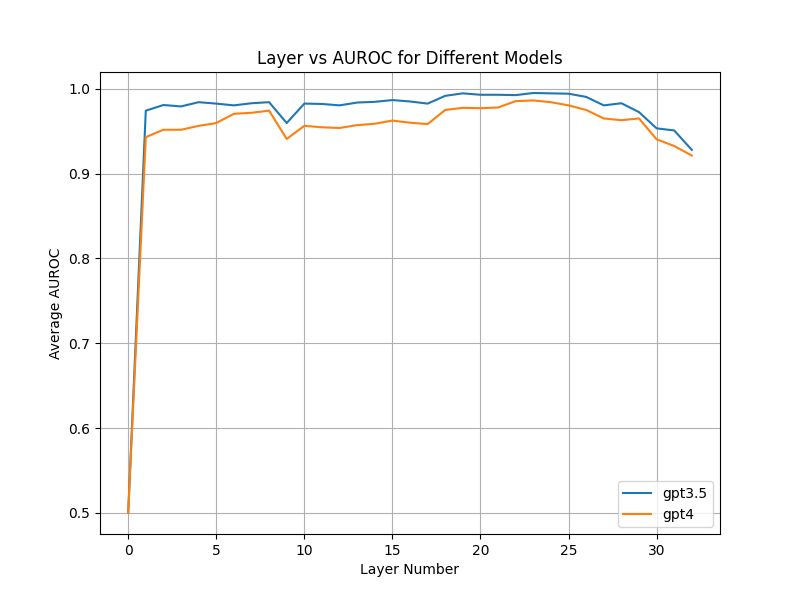 Layer vs AUROC for Different Models
1.0
0.9
0.8
0.7
0.6
0.5
Average AUROC
0 5 10 15 20 25 30
Layer Number
gpt3.5
gpt4